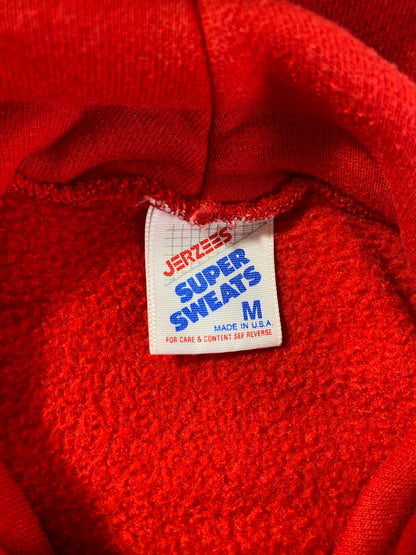 JERZEES®
SUPER
SWEATS
M
MADE IN U.S.A.
FOR CARE & CONTENT SEE REVERSE